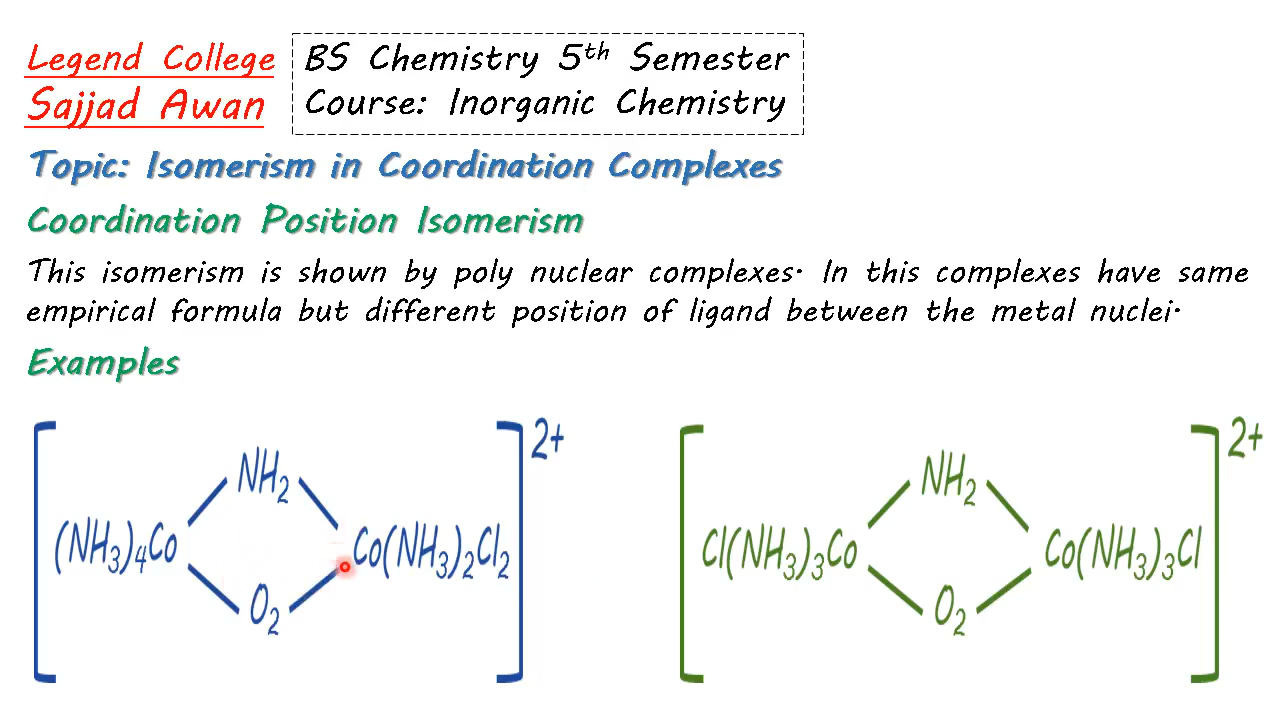 Legend College
Sajjad Awan
BS Chemistry 5th Semester
Course: Inorganic Chemistry
Topic: Isomerism in Coordination Complexes
Coordination Position Isomerism
This isomerism is shown by poly nuclear complexes. In this complexes have same
empirical formula but different position of ligand between the metal nuclei.
Examples
2+
NH2
(NH3)4Co
Co(NH3)2Cl2
O2
2+
NH2
Cl(NH3)3Co
Co(NH3)3Cl
O2